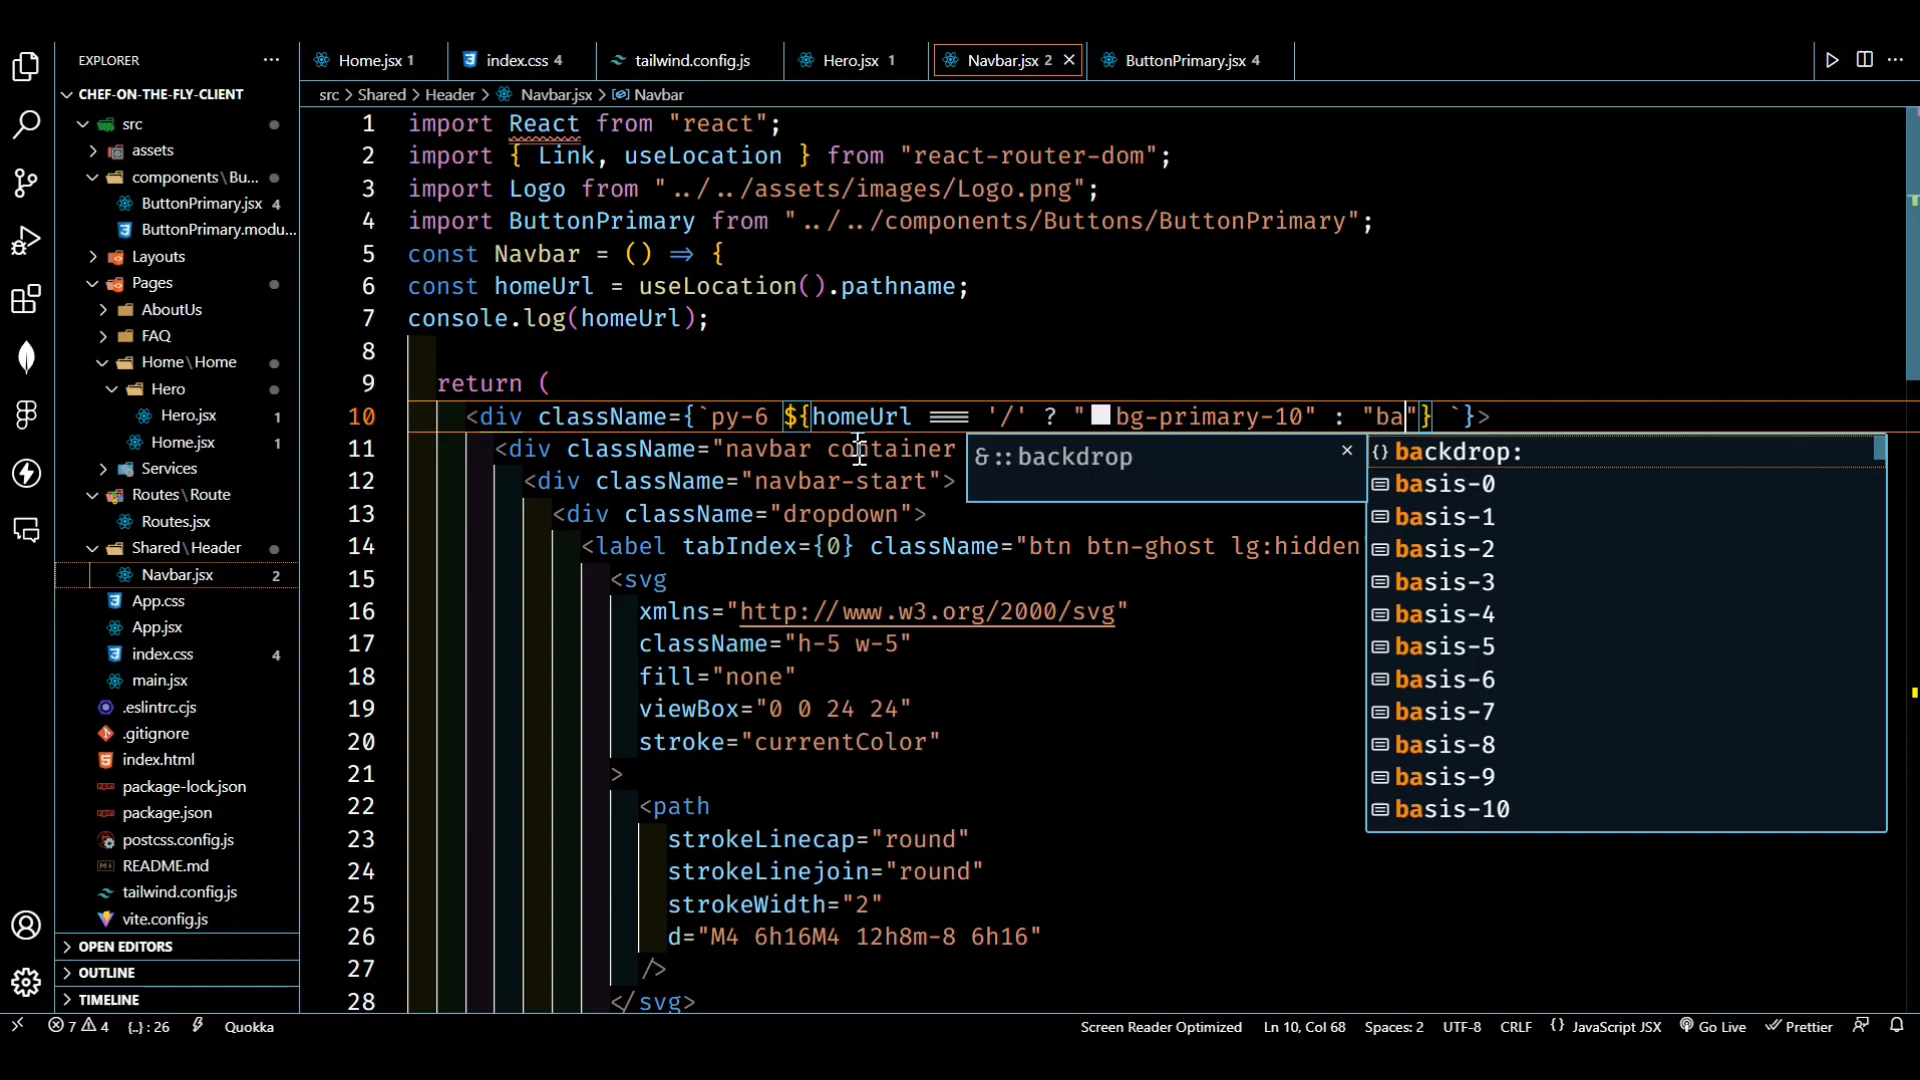 EXPLORER
Home.jsx 1
index.css 4
tailwind.config.js
Hero.jsx 1
Navbar.jsx 2
ButtonPrimary.jsx 4
CHEF-ON-THE-FLY-CLIENT
src > Shared > Header > Navbar.jsx > Navbar
src
assets
components\Bu...
ButtonPrimary.jsx 4
ButtonPrimary.modu...
Layouts
Pages
AboutUs
FAQ
Home\Home
Hero
Hero.jsx 1
Home.jsx 1
Services
Routes\Route
Routes.jsx
Shared\Header
Navbar.jsx 2
App.css
App.jsx
index.css 4
main.jsx
.eslintrc.cjs
.gitignore
index.html
package-lock.json
package.json
postcss.config.js
README.md
tailwind.config.js
vite.config.js
OPEN EDITORS
OUTLINE
TIMELINE
1 import React from "react";
2 import { Link, useLocation } from "react-router-dom";
3 import Logo from "../../assets/images/Logo.png";
4 import ButtonPrimary from "../../components/Buttons/ButtonPrimary";
5 const Navbar = () => {
6 const homeUrl = useLocation().pathname;
7 console.log(homeUrl);
8
9 return (
10 <div className={`py-6 ${homeUrl === '/' ? "bg-primary-10" : "ba"} `}>
11 <div className="navbar container
12 <div className="navbar-start">
13 <div className="dropdown">
14 <label tabIndex={0} className="btn btn-ghost lg:hidden
15 <svg
16 xmlns="http://www.w3.org/2000/svg"
17 className="h-5 w-5"
18 fill="none"
19 viewBox="0 0 24 24"
20 stroke="currentColor"
21 >
22 <path
23 strokeLinecap="round"
24 strokeLinejoin="round"
25 strokeWidth="2"
26 d="M4 6h16M4 12h8m-8 6h16"
27 />
28 </svg>
&::backdrop
{} backdrop:
basis-0
basis-1
basis-2
basis-3
basis-4
basis-5
basis-6
basis-7
basis-8
basis-9
basis-10
7 4 {..} : 26 Quokka
Screen Reader Optimized Ln 10, Col 68 Spaces: 2 UTF-8 CRLF {} JavaScript JSX Go Live Prettier